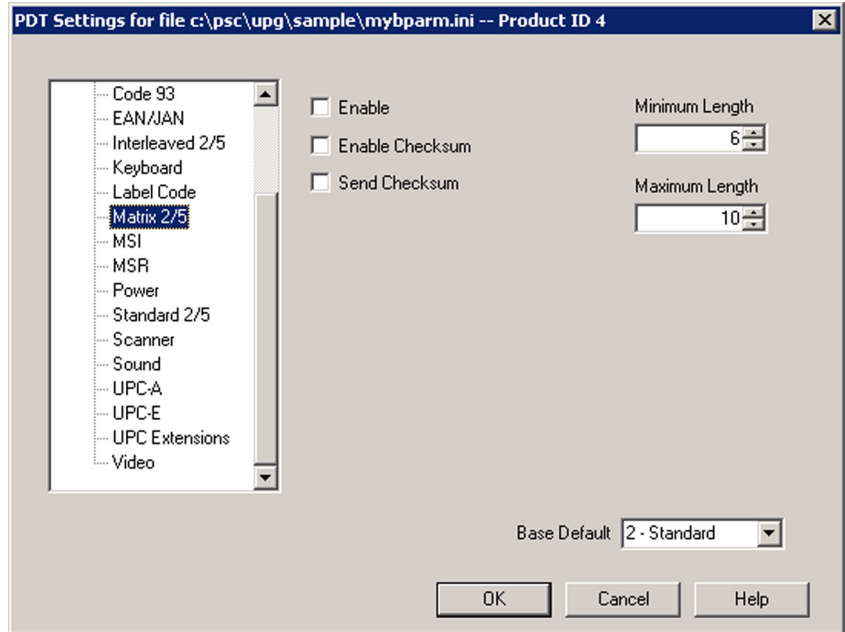 PDT Settings for file c:\psc\upg\sample\mybparm.ini -- Product ID 4
Code 93
EAN/JAN
Interleaved 2/5
Keyboard
Label Code
Matrix 2/5
MSI
MSR
Power
Standard 2/5
Scanner
Sound
UPC-A
UPC-E
UPC Extensions
Video
Enable
Enable Checksum
Send Checksum
Minimum Length
6
Maximum Length
10
Base Default 2 - Standard
OK Cancel Help